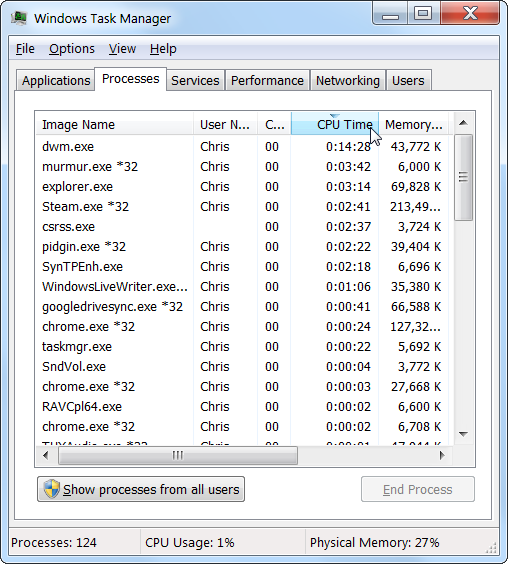 Windows Task Manager
File Options View Help
Applications Processes Services Performance Networking Users
Image Name User N... C... CPU Time Memory...
dwm.exe Chris 00 0:14:28 43,772 K
murmur.exe *32 Chris 00 0:03:42 6,000 K
explorer.exe Chris 00 0:03:14 69,828 K
Steam.exe *32 Chris 00 0:02:41 213,49...
csrss.exe 00 0:02:37 3,724 K
pidgin.exe *32 Chris 00 0:02:22 39,404 K
SynTPEnh.exe Chris 00 0:02:18 6,696 K
WindowsLiveWriter.exe... Chris 00 0:01:06 35,380 K
googledrivesync.exe *32 Chris 00 0:00:41 66,588 K
chrome.exe *32 Chris 00 0:00:24 127,32...
taskmgr.exe Chris 00 0:00:22 5,692 K
SndVol.exe Chris 00 0:00:04 3,772 K
chrome.exe *32 Chris 00 0:00:03 27,668 K
RAVCpl64.exe Chris 00 0:00:02 6,600 K
chrome.exe *32 Chris 00 0:00:02 6,708 K
Chris 00 0:00:01
Show processes from all users End Process
Processes: 124 CPU Usage: 1% Physical Memory: 27%